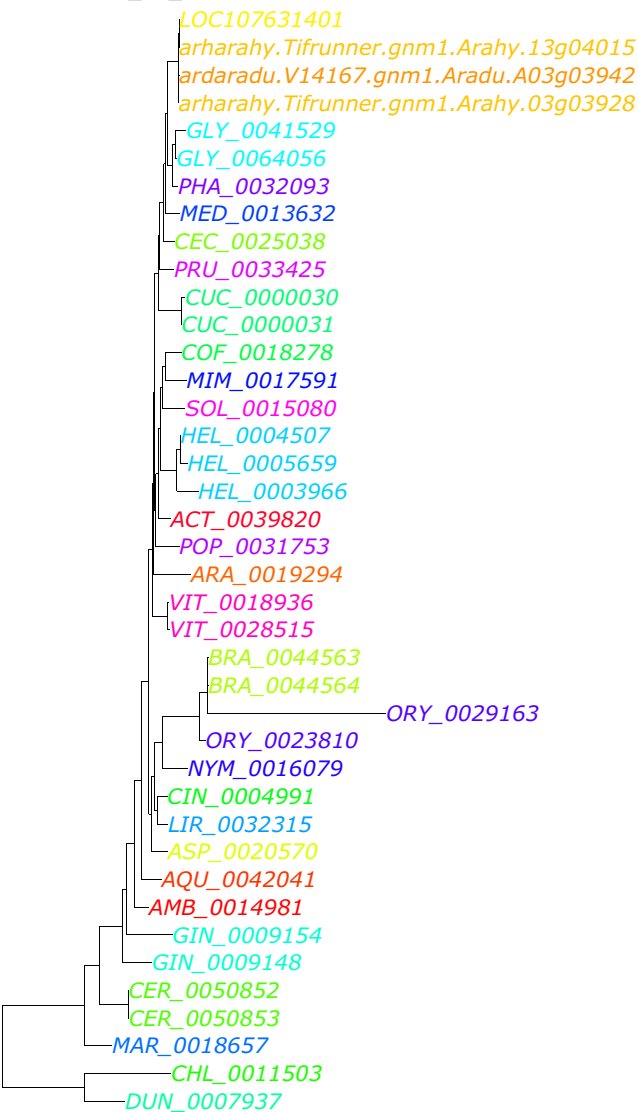 LOC107631401
arharahy.Tifrunner.gnm1.Arahy.13g04015
ardaradu.V14167.gnm1.Aradu.A03g03942
arharahy.Tifrunner.gnm1.Arahy.03g03928
GLY_0041529
GLY_0064056
PHA_0032093
MED_0013632
CEC_0025038
PRU_0033425
CUC_0000030
CUC_0000031
COF_0018278
MIM_0017591
SOL_0015080
HEL_0004507
HEL_0005659
HEL_0003966
ACT_0039820
POP_0031753
ARA_0019294
VIT_0018936
VIT_0028515
BRA_0044563
BRA_0044564
ORY_0029163
ORY_0023810
NYM_0016079
CIN_0004991
LIR_0032315
ASP_0020570
AQU_0042041
AMB_0014981
GIN_0009154
GIN_0009148
CER_0050852
CER_0050853
MAR_0018657
CHL_0011503
DUN_0007937